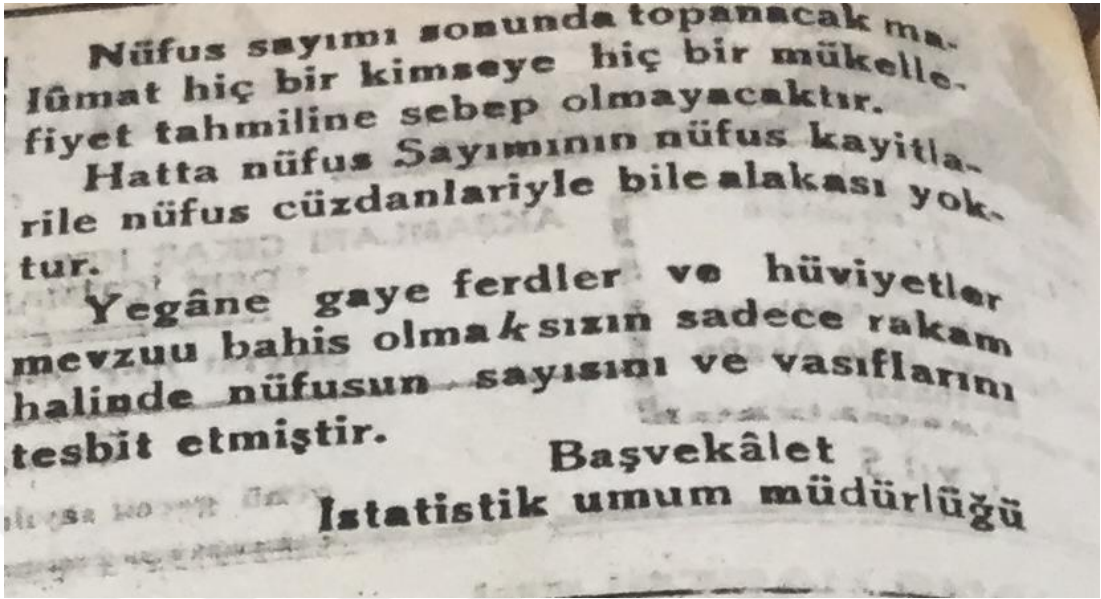 Nüfus sayımı sonunda topanacak ma-
lûmat hiç bir kimseye hiç bir mükelle-
fiyet tahmiline sebep olmayacaktır.
Hatta nüfus Sayımının nüfus kayitla-
rile nüfus cüzdanlariyle bile alakası yok-
tur.
Yegâne gaye ferdler ve hüviyetler
mevzuu bahis olmaksızın sadece rakam
halinde nüfusun sayısını ve vasıflarını
tesbit etmiştir.
Başvekâlet
İstatistik umum müdürlüğü